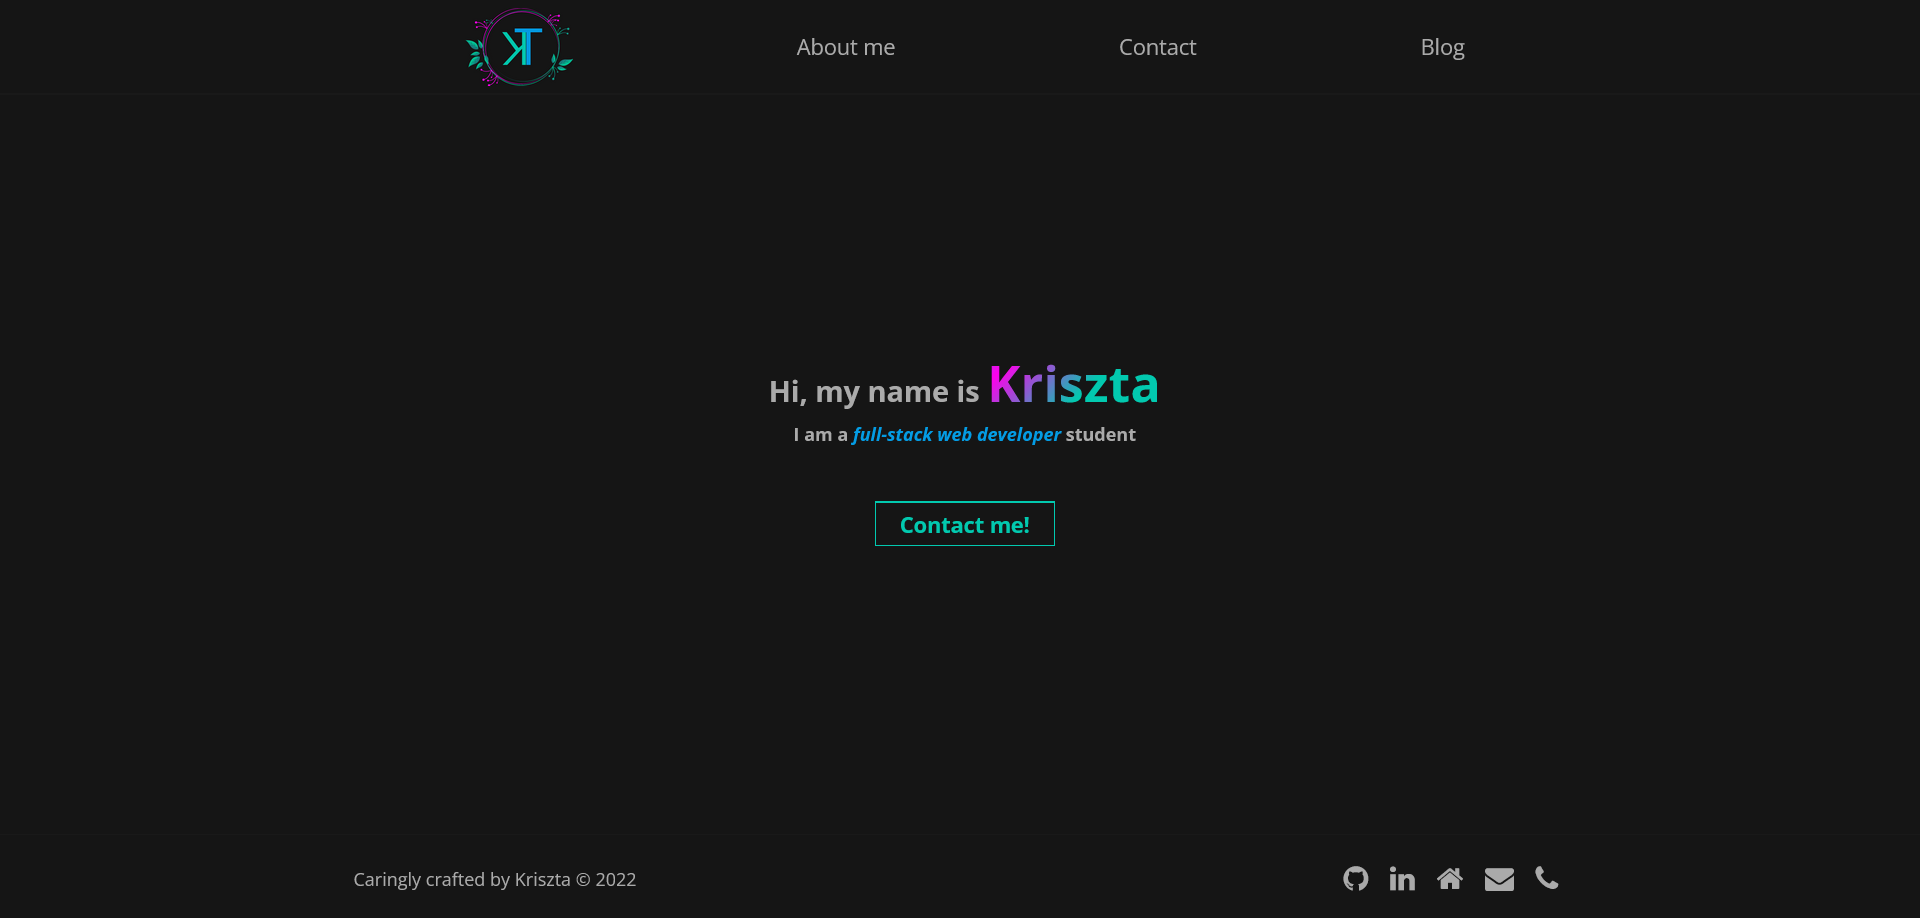 KT
About me
Contact
Blog
Hi, my name is Kriszta
I am a full-stack web developer student
Contact me!
Caringly crafted by Kriszta © 2022
in